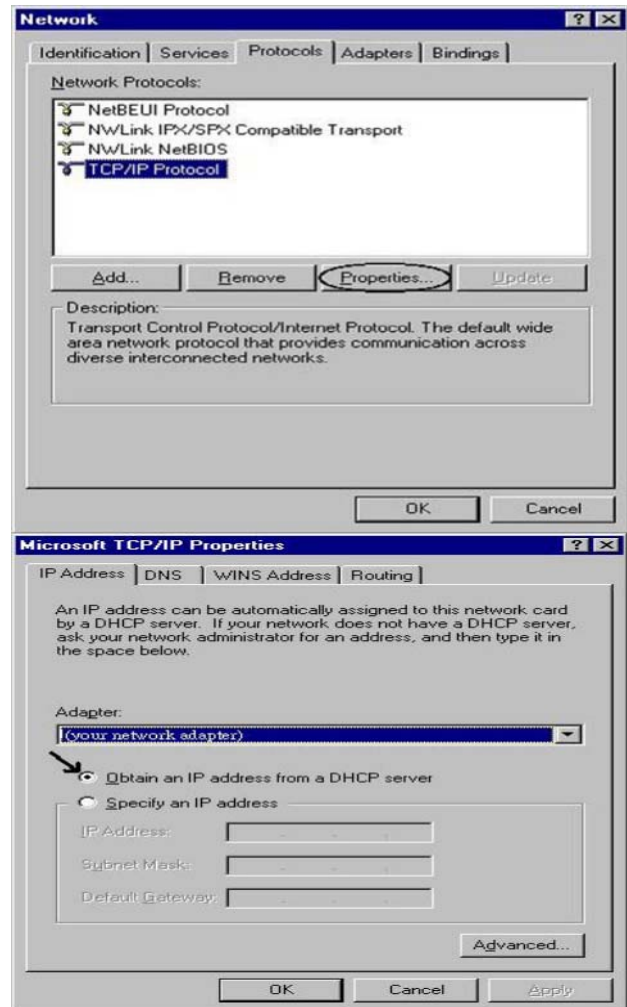 Network
? X
Identification Services Protocols Adapters Bindings
Network Protocols:
NetBEUI Protocol
NWLink IPX/SPX Compatible Transport
NWLink NetBIOS
TCP/IP Protocol
Add... Remove Properties... Update
Description:
Transport Control Protocol/Internet Protocol. The default wide
area network protocol that provides communication across
diverse interconnected networks.
OK Cancel
Microsoft TCP/IP Properties
? X
IP Address DNS WINS Address Routing
An IP address can be automatically assigned to this network card
by a DHCP server. If your network does not have a DHCP server,
ask your network administrator for an address, and then type it in
the space below.
Adapter:
(your network adapter)
Obtain an IP address from a DHCP server
Specify an IP address
IP Address:
Subnet Mask:
Default Gateway:
Advanced...
OK Cancel Apply